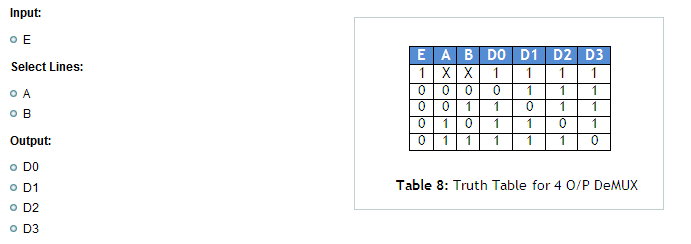 Input:
E
Select Lines:
A
B
Output:
D0
D1
D2
D3
E A B D0 D1 D2 D3
1 X X 1 1 1 1
0 0 0 0 1 1 1
0 0 1 1 0 1 1
0 1 0 1 1 0 1
0 1 1 1 1 1 0
Table 8: Truth Table for 4 O/P DeMUX